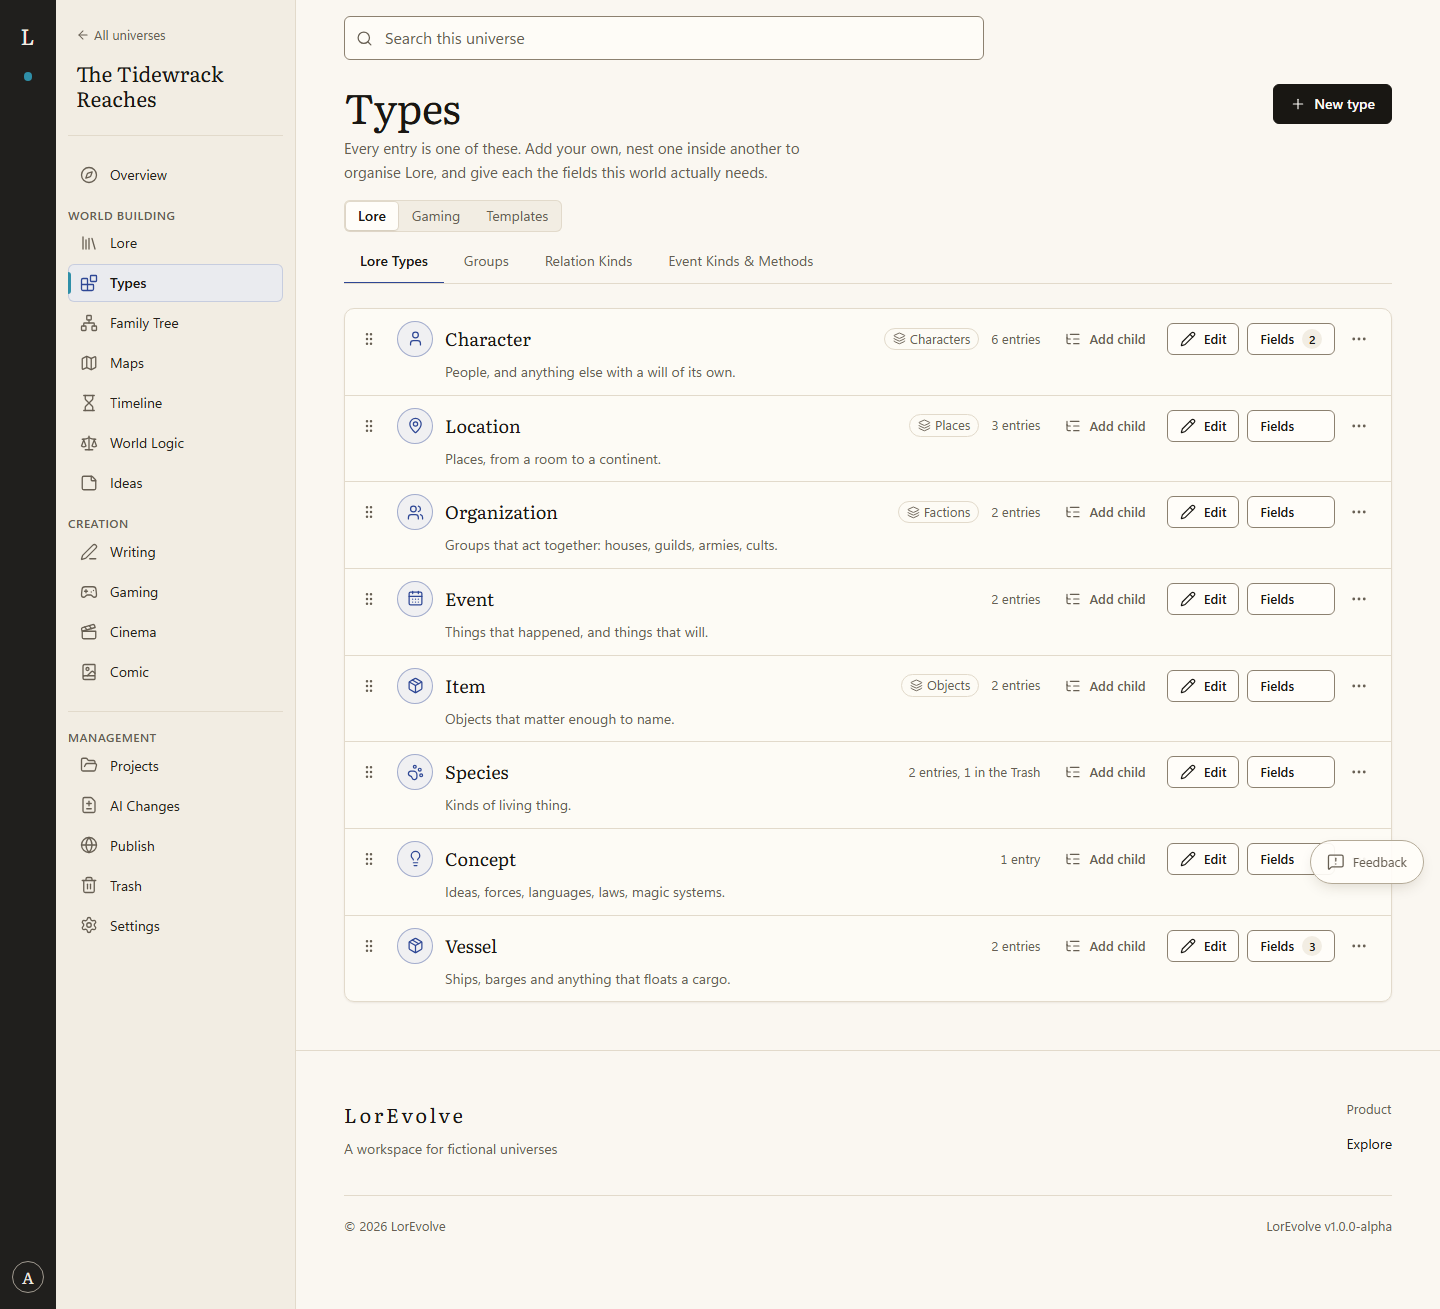 L
All universes
The Tidewrack
Reaches
Overview
WORLD BUILDING
Lore
Types
Family Tree
Maps
Timeline
World Logic
Ideas
CREATION
Writing
Gaming
Cinema
Comic
MANAGEMENT
Projects
AI Changes
Publish
Trash
Settings
A
Search this universe
Types
New type
Every entry is one of these. Add your own, nest one inside another to
organise Lore, and give each the fields this world actually needs.
Lore Gaming Templates
Lore Types Groups Relation Kinds Event Kinds & Methods
Character Characters 6 entries Add child Edit Fields 2
People, and anything else with a will of its own.
Location Places 3 entries Add child Edit Fields
Places, from a room to a continent.
Organization Factions 2 entries Add child Edit Fields
Groups that act together: houses, guilds, armies, cults.
Event 2 entries Add child Edit Fields
Things that happened, and things that will.
Item Objects 2 entries Add child Edit Fields
Objects that matter enough to name.
Species 2 entries, 1 in the Trash Add child Edit Fields
Kinds of living thing.
Concept 1 entry Add child Edit Fields
Feedback
Ideas, forces, languages, laws, magic systems.
Vessel 2 entries Add child Edit Fields 3
Ships, barges and anything that floats a cargo.
LorEvolve
A workspace for fictional universes
Product
Explore
© 2026 LorEvolve
LorEvolve v1.0.0-alpha